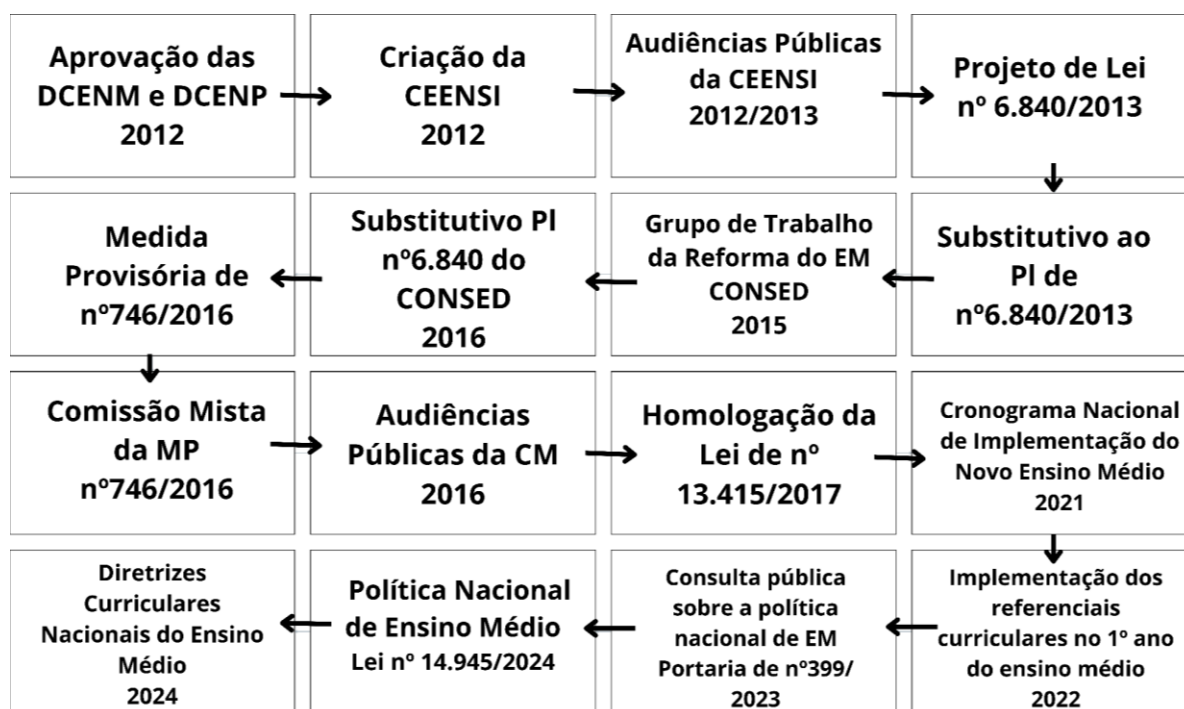 Aprovação das
DCENM e DCENP
2012
Criação da
CEENSI
2012
Audiências Públicas
da CEENSI
2012/2013
Projeto de Lei
nº 6.840/2013
Substitutivo ao
Pl de
nº6.840/2013
Grupo de Trabalho
da Reforma do EM
CONSED
2015
Substitutivo Pl
nº6.840 do
CONSED
2016
Medida
Provisória de
nº746/2016
Comissão Mista
da MP
nº746/2016
Audiências
Públicas da CM
2016
Homologação da
Lei de nº
13.415/2017
Cronograma Nacional
de Implementação do
Novo Ensino Médio
2021
Implementação dos
referenciais
curriculares no 1º ano
do ensino médio
2022
Consulta pública
sobre a política
nacional de EM
Portaria de nº399/
2023
Política Nacional
de Ensino Médio
Lei nº 14.945/2024
Diretrizes
Curriculares
Nacionais do Ensino
Médio
2024